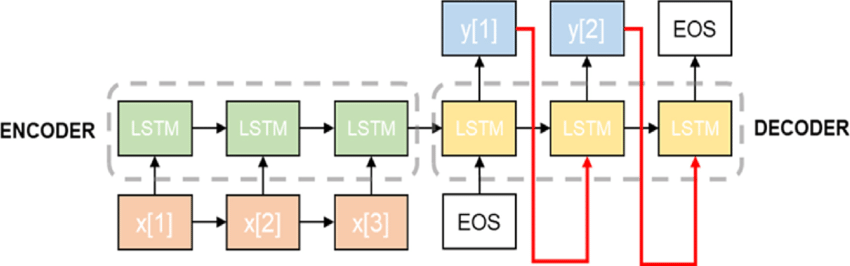 y[1] y[2] EOS
ENCODER LSTM LSTM LSTM LSTM LSTM LSTM DECODER
x[1] x[2] x[3] EOS